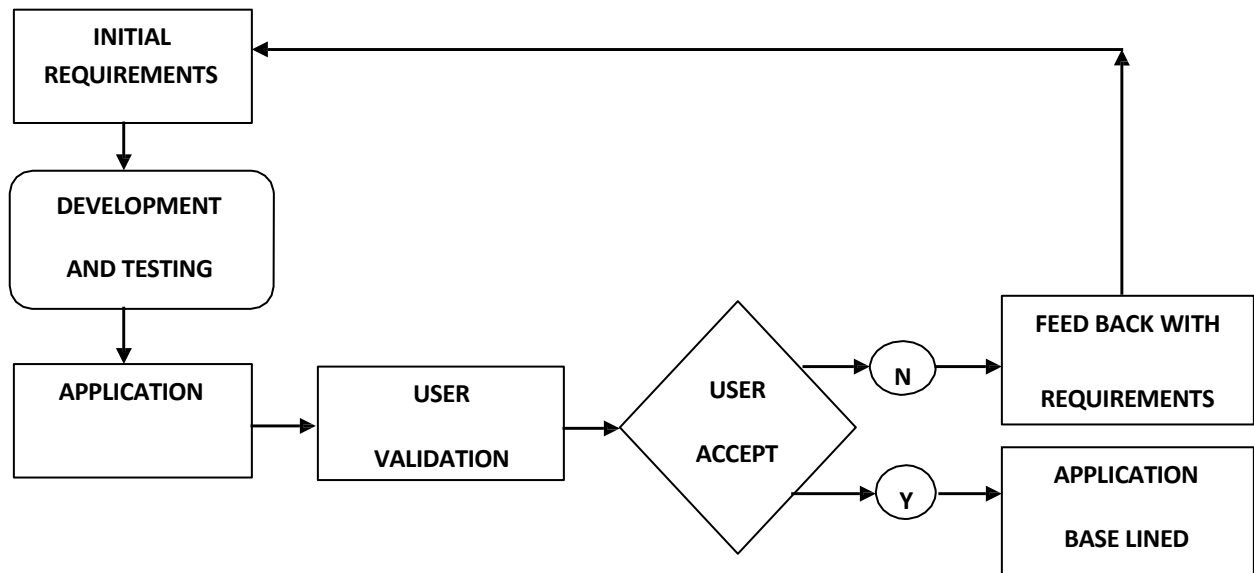 INITIAL
REQUIREMENTS
DEVELOPMENT
AND TESTING
APPLICATION
USER
VALIDATION
USER
ACCEPT
N
FEED BACK WITH
REQUIREMENTS
Y
APPLICATION
BASE LINED